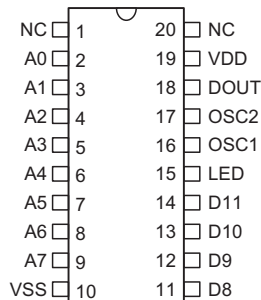 NC 1 20 NC
A0 2 19 VDD
A1 3 18 DOUT
A2 4 17 OSC2
A3 5 16 OSC1
A4 6 15 LED
A5 7 14 D11
A6 8 13 D10
A7 9 12 D9
VSS 10 11 D8